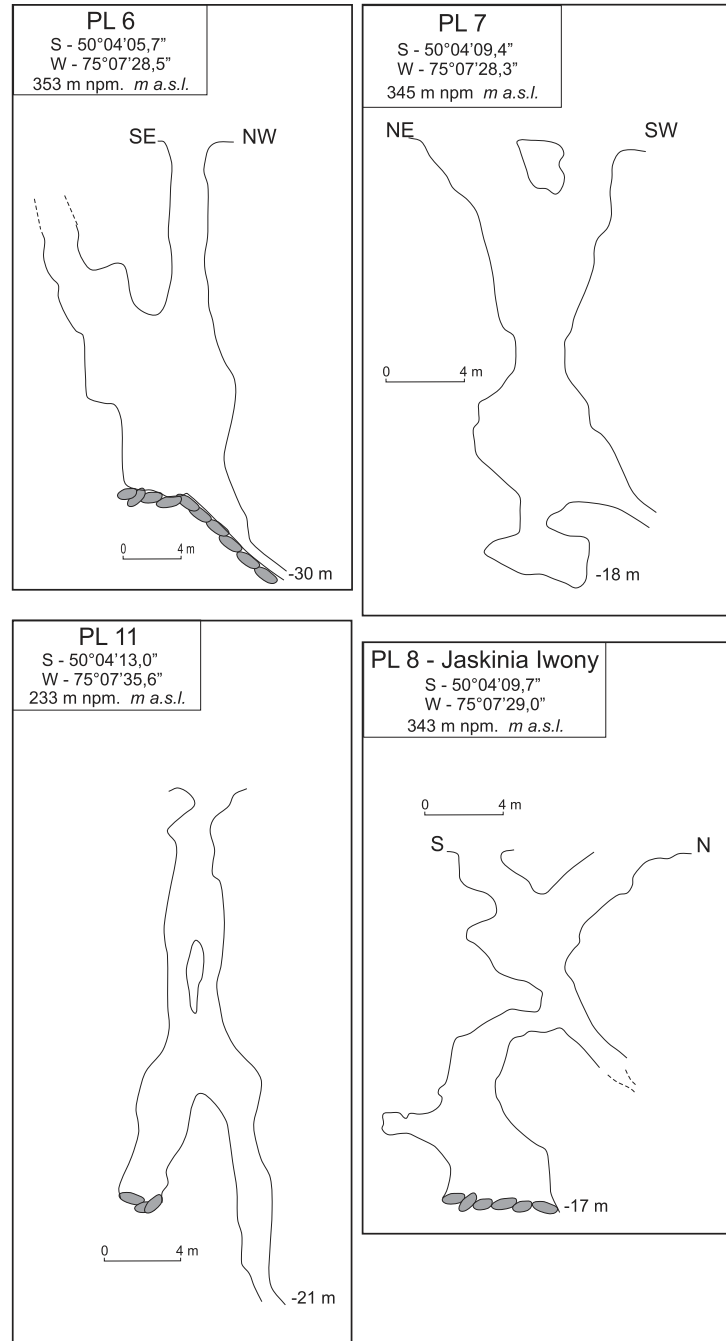 PL 6
S - 50°04’05,7”
W - 75°07’28,5”
353 m npm. m a.s.l.
SE
NW
0
4 m
-30 m
PL 7
S - 50°04’09,4”
W - 75°07’28,3”
345 m npm m a.s.l.
NE
SW
0
4 m
-18 m
PL 11
S - 50°04’13,0”
W - 75°07’35,6”
233 m npm. m a.s.l.
0
4 m
-21 m
PL 8 - Jaskinia Iwony
S - 50°04’09,7”
W - 75°07’29,0”
343 m npm. m a.s.l.
0
4 m
S
N
-17 m